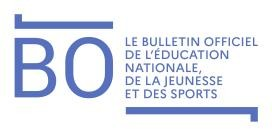 BO
LE BULLETIN OFFICIEL
DE L'ÉDUCATION
NATIONALE,
DE LA JEUNESSE
ET DES SPORTS